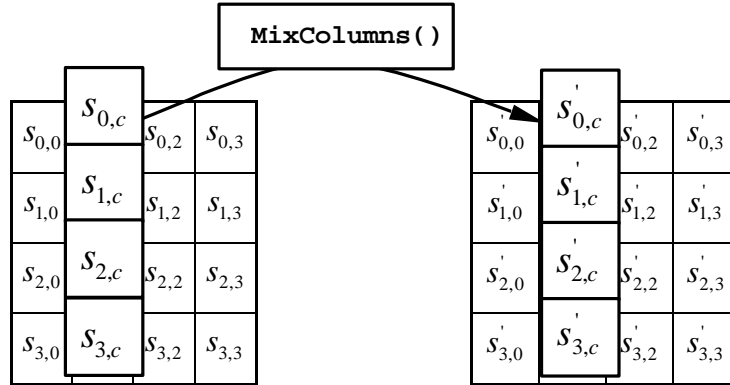 MixColumns()
s0,c s'0,c
s0,0 s0,2 s0,3 s'0,0 s'0,2 s'0,3
s1,c s'1,c
s1,0 s1,2 s1,3 s'1,0 s'1,2 s'1,3
s2,c s'2,c
s2,0 s2,2 s2,3 s'2,0 s'2,2 s'2,3
s3,c s'3,c
s3,0 s3,2 s3,3 s'3,0 s'3,2 s'3,3